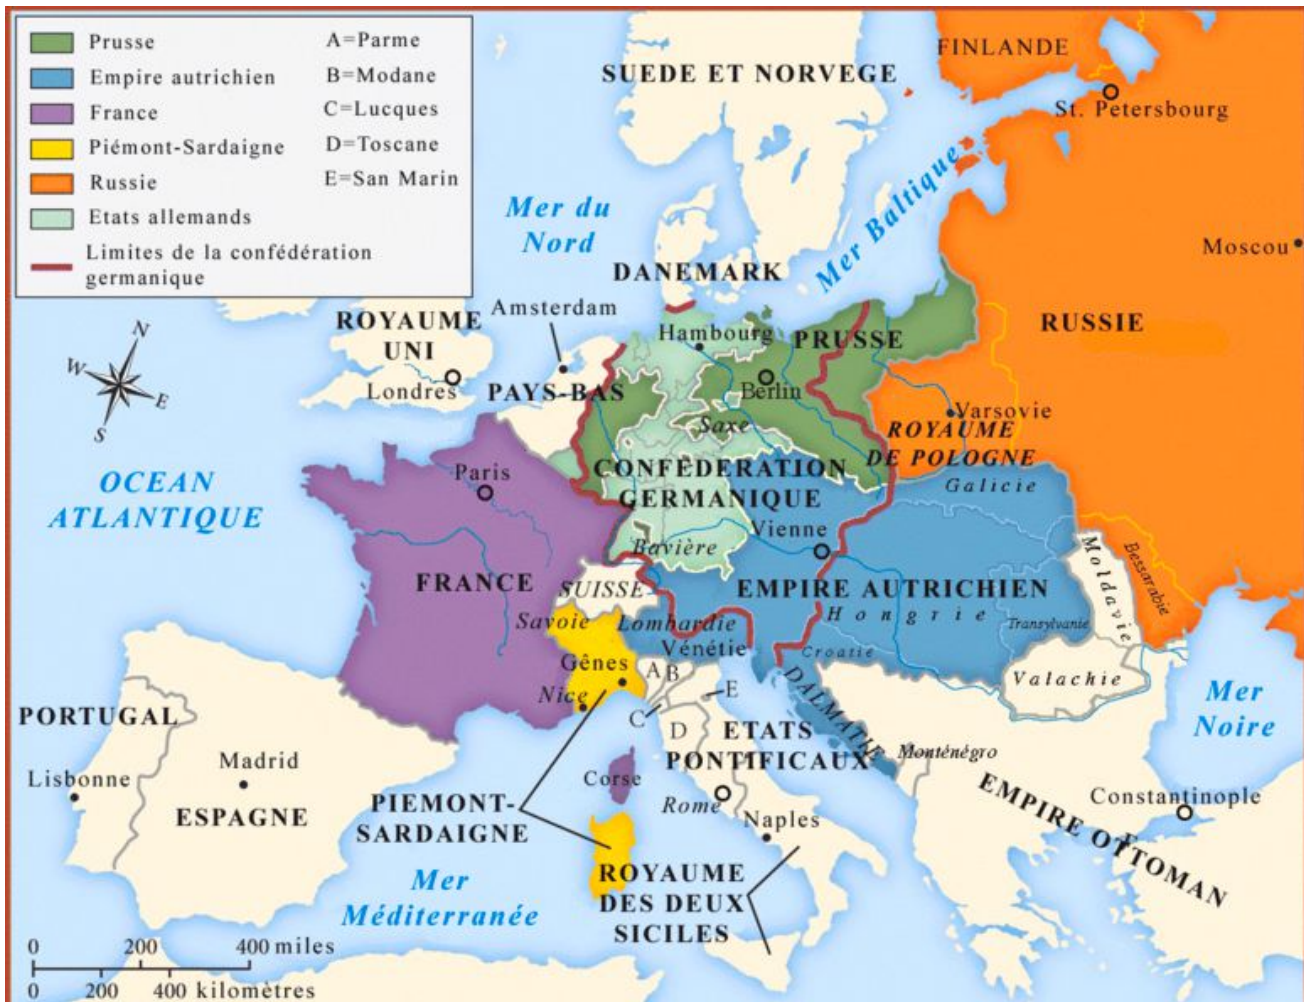 Prusse
Empire autrichien
France
Piémont-Sardaigne
Russie
Etats allemands
Limites de la confédération
germanique
A=Parme
B=Modane
C=Lucques
D=Toscane
E=San Marin
FINLANDE
SUEDE ET NORVEGE
St. Petersbourg
Mer du
Nord
Mer Baltique
Moscou
DANEMARK
Amsterdam
ROYAUME
UNI
Hambourg
PRUSSE
RUSSIE
N
W
E
S
Londres
PAYS-BAS
Berlin
Varsovie
Saxe
ROYAUME
DE POLOGNE
OCEAN
ATLANTIQUE
Paris
CONFÉDÉRATION
GERMANIQUE
Galicie
Vienne
Bavière
Moldavie
Bessarabie
FRANCE
SUISSE
EMPIRE AUTRICHIEN
Hongrie
Transylvanie
Savoie
Lombardie
Vénétie
Croatie
Gênes
A
B
Valachie
Nice
E
C
D
DALMATIE
Mer
Noire
PORTUGAL
ETATS
PONTIFICAUX
Monténégro
Lisbonne
Madrid
ESPAGNE
Corse
Rome
PIEMONT-
SARDAIGNE
Naples
Constantinople
EMPIRE OTTOMAN
Mer
Méditerranée
ROYAUME
DES DEUX
SICILES
0 200 400 miles
0 200 400 kilomètres